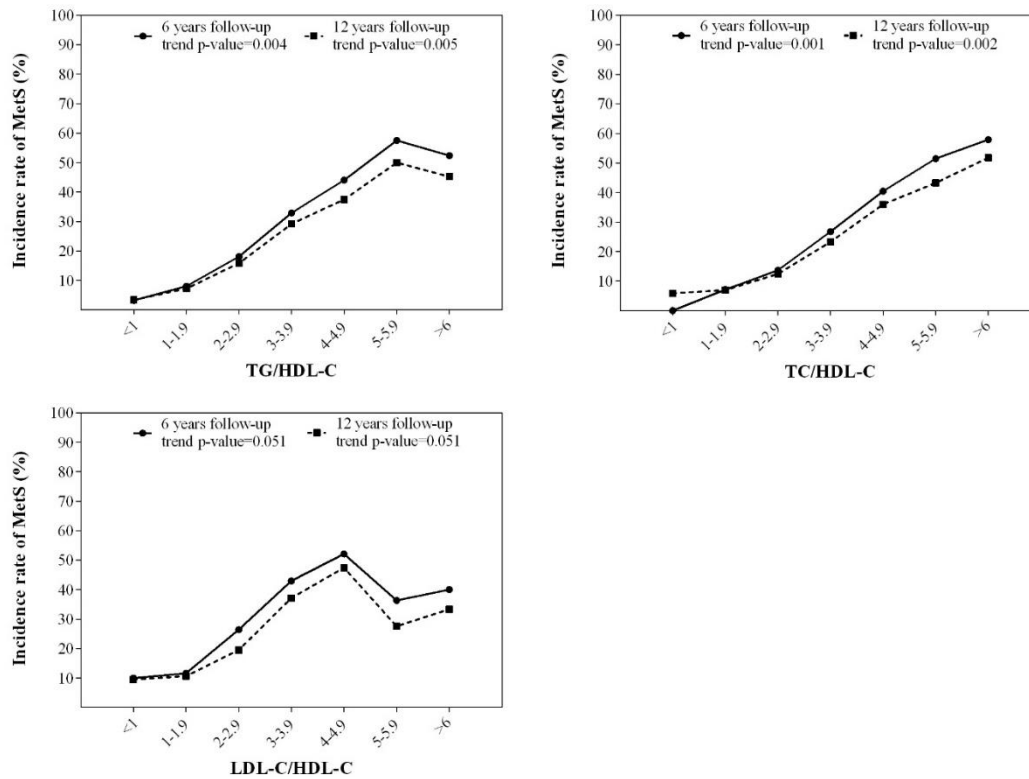 6 years follow-up
trend p-value=0.004
12 years follow-up
trend p-value=0.005
Incidence rate of MetS (%)
100
90
80
70
60
50
40
30
20
10
<1
1-1.9
2-2.9
3-3.9
4-4.9
5-5.9
>6
TG/HDL-C
6 years follow-up
trend p-value=0.001
12 years follow-up
trend p-value=0.002
Incidence rate of MetS (%)
100
90
80
70
60
50
40
30
20
10
<1
1-1.9
2-2.9
3-3.9
4-4.9
5-5.9
>6
TC/HDL-C
6 years follow-up
trend p-value=0.051
12 years follow-up
trend p-value=0.051
Incidence rate of MetS (%)
100
90
80
70
60
50
40
30
20
10
<1
1-1.9
2-2.9
3-3.9
4-4.9
5-5.9
>6
LDL-C/HDL-C